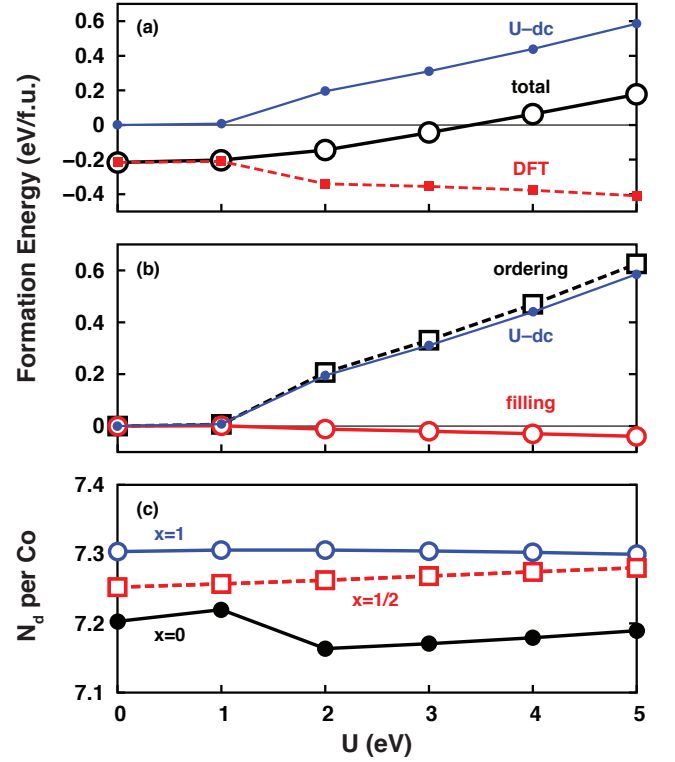 (a)
U–dc
total
DFT
0.6
0.4
0.2
0
−0.2
−0.4
Formation Energy (eV/f.u.)
(b)
ordering
U–dc
filling
0.6
0.4
0.2
0
(c)
x=1
x=1/2
x=0
7.4
7.3
7.2
7.1
N_d per Co
0 1 2 3 4 5
U (eV)